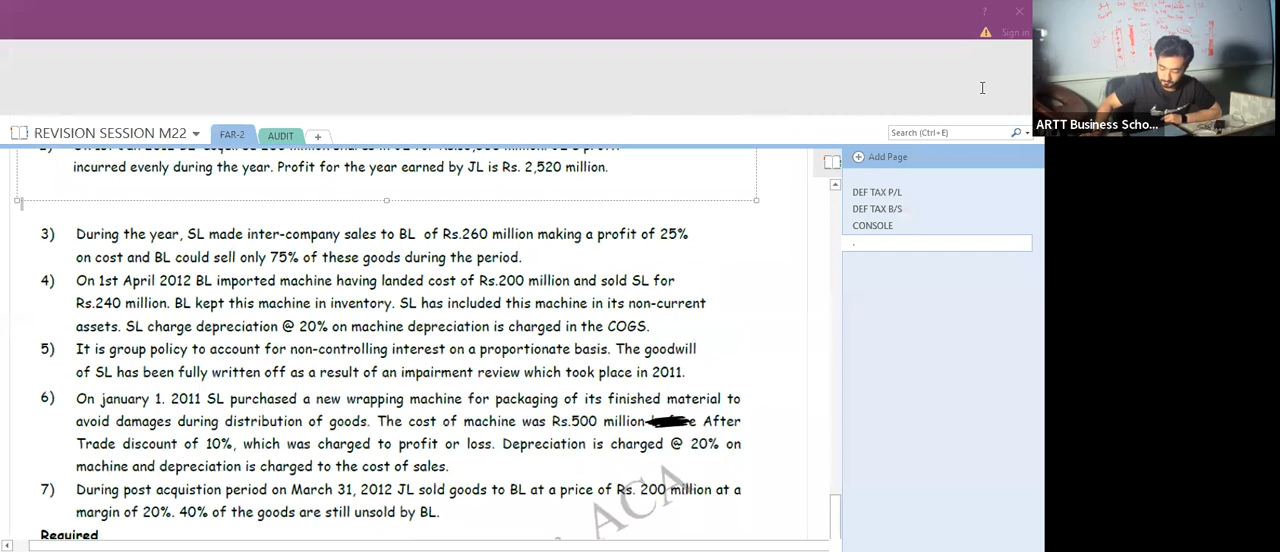 ?
Sign in
REVISION SESSION M22
FAR-2
AUDIT
+
Search (Ctrl+E)
ARTT Business Scho...
Add Page
DEF TAX P/L
DEF TAX B/S
CONSOLE
.
incurred evenly during the year. Profit for the year earned by JL is Rs. 2,520 million.
3) During the year, SL made inter-company sales to BL of Rs.260 million making a profit of 25%
on cost and BL could sell only 75% of these goods during the period.
4) On 1st April 2012 BL imported machine having landed cost of Rs.200 million and sold SL for
Rs.240 million. BL kept this machine in inventory. SL has included this machine in its non-current
assets. SL charge depreciation @ 20% on machine depreciation is charged in the COGS.
5) It is group policy to account for non-controlling interest on a proportionate basis. The goodwill
of SL has been fully written off as a result of an impairment review which took place in 2011.
6) On january 1. 2011 SL purchased a new wrapping machine for packaging of its finished material to
avoid damages during distribution of goods. The cost of machine was Rs.500 million After
Trade discount of 10%, which was charged to profit or loss. Depreciation is charged @ 20% on
machine and depreciation is charged to the cost of sales.
7) During post acquistion period on March 31, 2012 JL sold goods to BL at a price of Rs. 200 million at a
margin of 20%. 40% of the goods are still unsold by BL.
Required
ACA